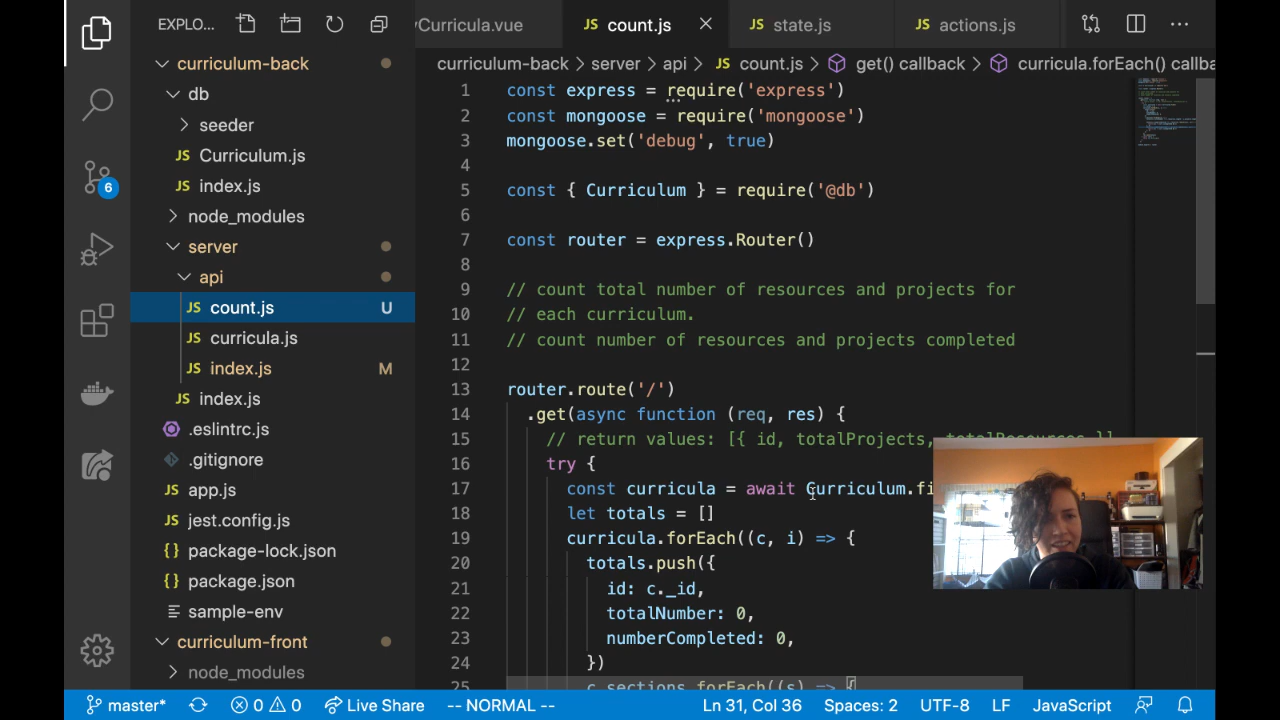 EXPLO...
curriculum-back
db
seeder
JS Curriculum.js
JS index.js
node_modules
server
api
JS count.js U
JS curricula.js
JS index.js M
JS index.js
.eslintrc.js
.gitignore
JS app.js
JS jest.config.js
{} package-lock.json
{} package.json
sample-env
curriculum-front
node_modules
6
yCurricula.vue JS count.js JS state.js JS actions.js
curriculum-back > server > api > JS count.js > get() callback > curricula.forEach() callba
1 const express = require('express')
2 const mongoose = require('mongoose')
3 mongoose.set('debug', true)
4
5 const { Curriculum } = require('@db')
6
7 const router = express.Router()
8
9 // count total number of resources and projects for
10 // each curriculum.
11 // count number of resources and projects completed
12
13 router.route('/')
14 .get(async function (req, res) {
15 // return values: [{ id, totalProjects, totalResources }]
16 try {
17 const curricula = await Curriculum.fi
18 let totals = []
19 curricula.forEach((c, i) => {
20 totals.push({
21 id: c._id,
22 totalNumber: 0,
23 numberCompleted: 0,
24 })
25 c.sections.forEach((s) => {
master* 0 0 Live Share -- NORMAL -- Ln 31, Col 36 Spaces: 2 UTF-8 LF JavaScript